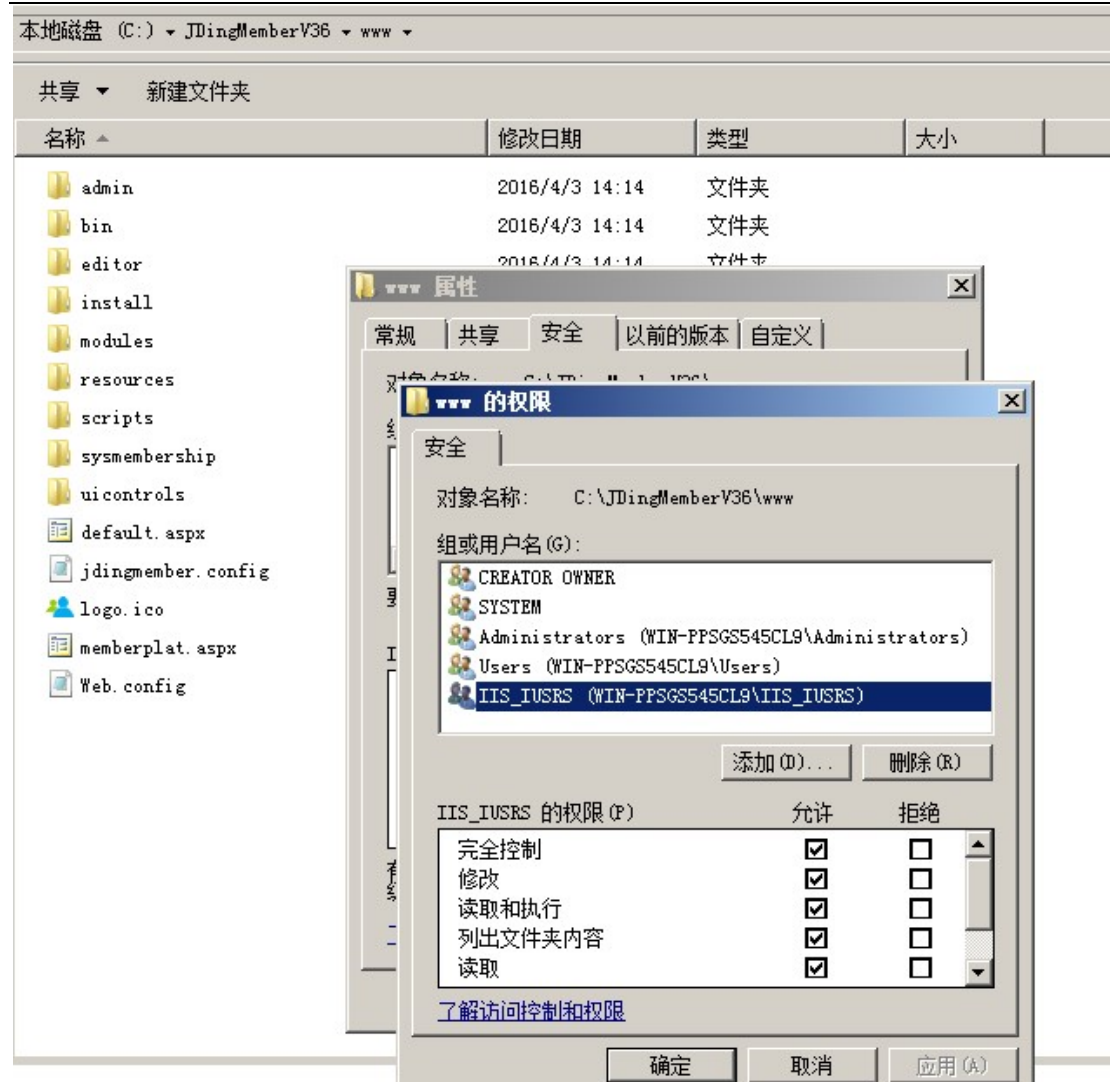 本地磁盘 (C:) ▾ JDingMemberV36 ▾ www ▾
共享 ▼ 新建文件夹
名称 修改日期 类型 大小
admin 2016/4/3 14:14 文件夹
bin 2016/4/3 14:14 文件夹
editor 2016/4/3 14:14 文件夹
install
modules
resources
scripts
sysmembership
uicontrols
default.aspx
jdingmember.config
logo.ico
memberplat.aspx
Web.config
www 属性
常规 共享 安全 以前的版本 自定义
www 的权限
安全
对象名称: C:\JDingMemberV36\www
组或用户名(G):
CREATOR OWNER
SYSTEM
Administrators (WIN-PPSGS545CL9\Administrators)
Users (WIN-PPSGS545CL9\Users)
IIS_IUSRS (WIN-PPSGS545CL9\IIS_IUSRS)
添加(D)... 删除(R)
IIS_IUSRS 的权限(P) 允许 拒绝
完全控制
修改
读取和执行
列出文件夹内容
读取
了解访问控制和权限
确定 取消 应用(A)